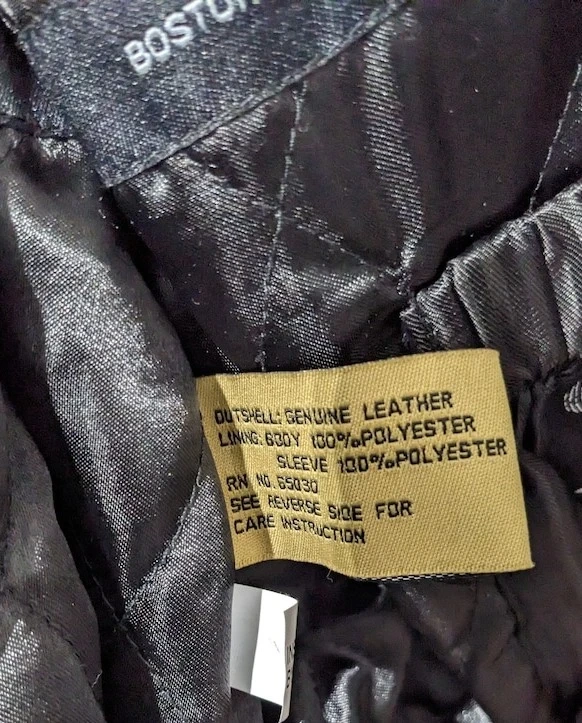 BOSTON
OUTSHELL: GENUINE LEATHER
LINING: BODY 100%POLYESTER
SLEEVE 100%POLYESTER
RN NO. 65030
SEE REVERSE SIDE FOR
CARE INSTRUCTION